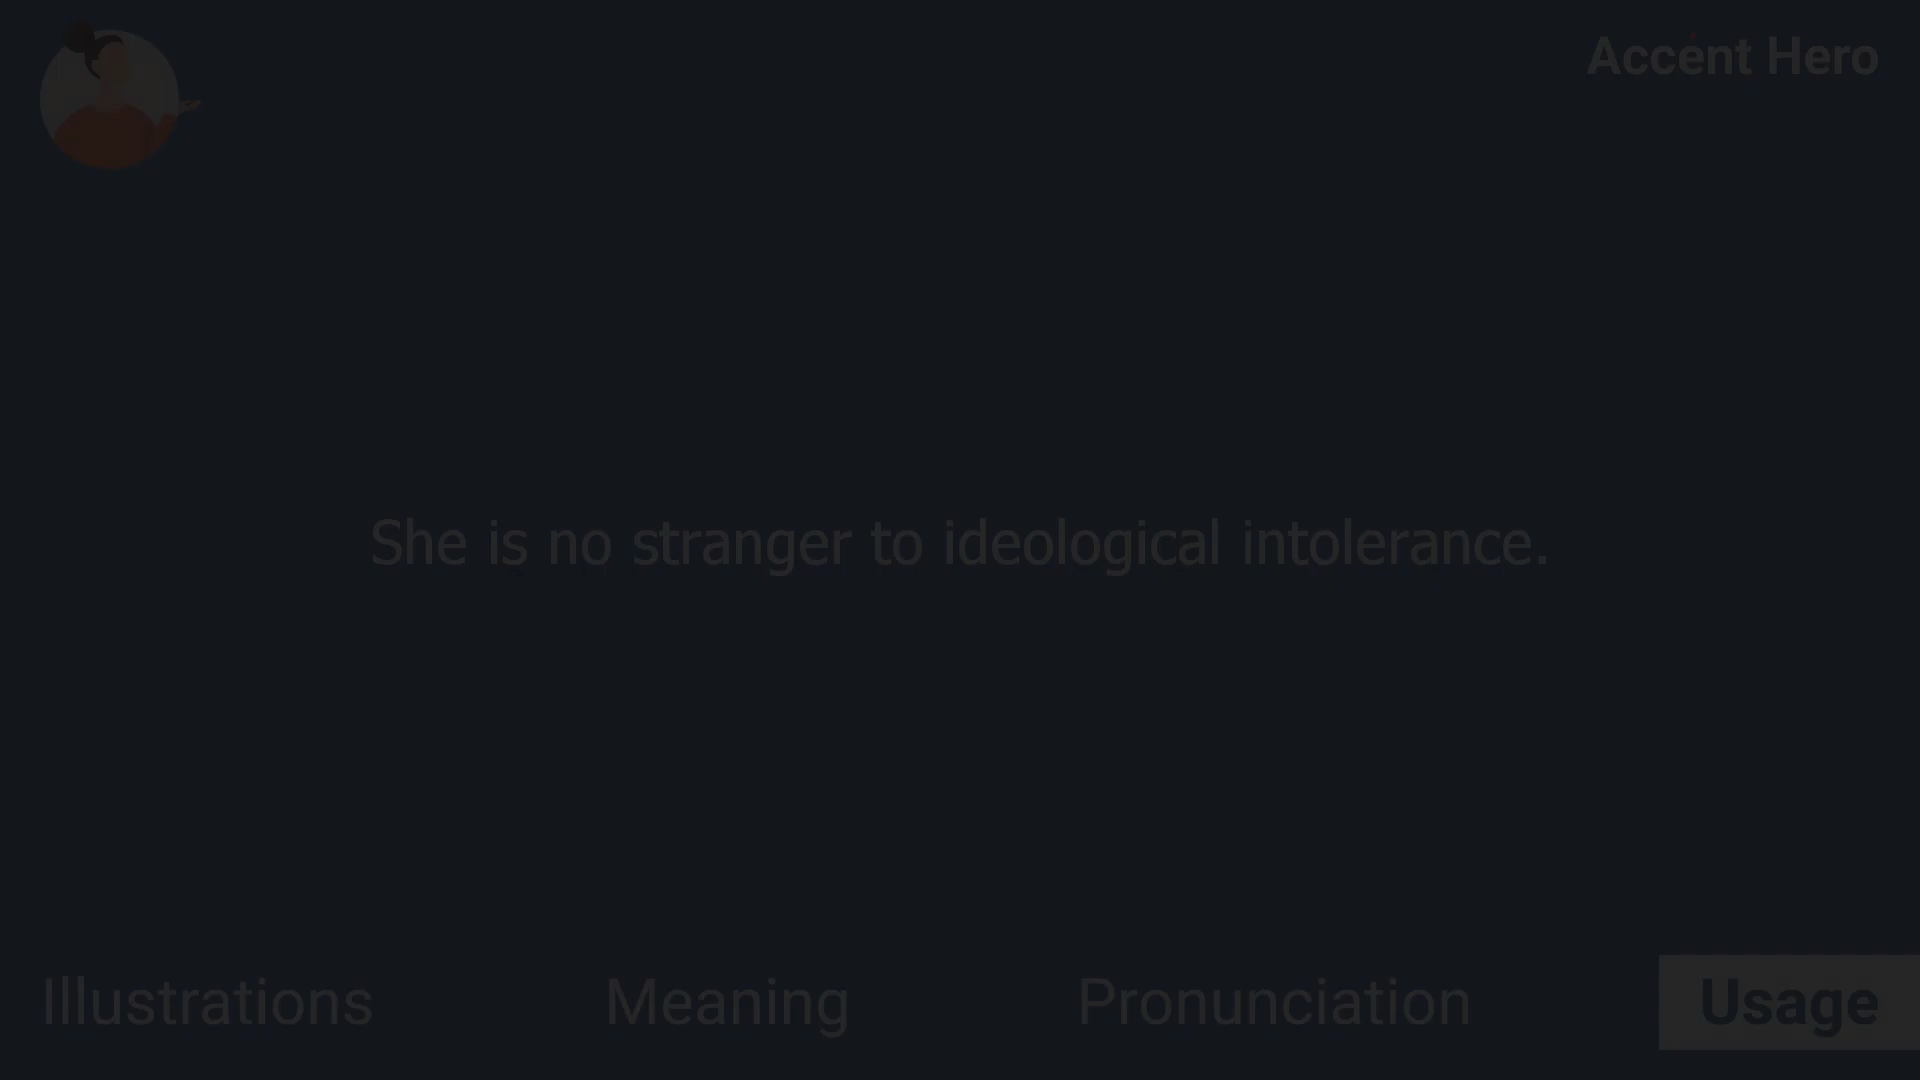 Accent Hero
She is no stranger to ideological intolerance.
Illustrations Meaning Pronunciation Usage